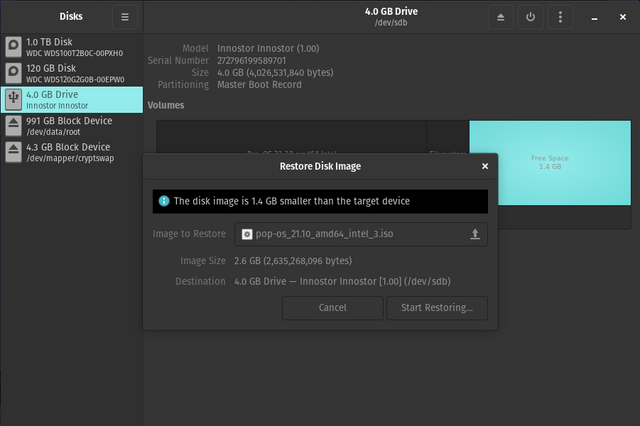 Disks
4.0 GB Drive
/dev/sdb
1.0 TB Disk
WDC WDS100T2B0C-00PXH0
120 GB Disk
WDC WDS120G2G0B-00EPW0
4.0 GB Drive
Innostor Innostor
991 GB Block Device
/dev/data/root
4.3 GB Block Device
/dev/mapper/cryptswap
Model Innostor Innostor (1.00)
Serial Number 272796199589701
Size 4.0 GB (4,026,531,840 bytes)
Partitioning Master Boot Record
Volumes
Free Space
1.4 GB
Restore Disk Image
The disk image is 1.4 GB smaller than the target device
Image to Restore pop-os_21.10_amd64_intel_3.iso
Image Size 2.6 GB (2,635,268,096 bytes)
Destination 4.0 GB Drive — Innostor Innostor [1.00] (/dev/sdb)
Cancel
Start Restoring...